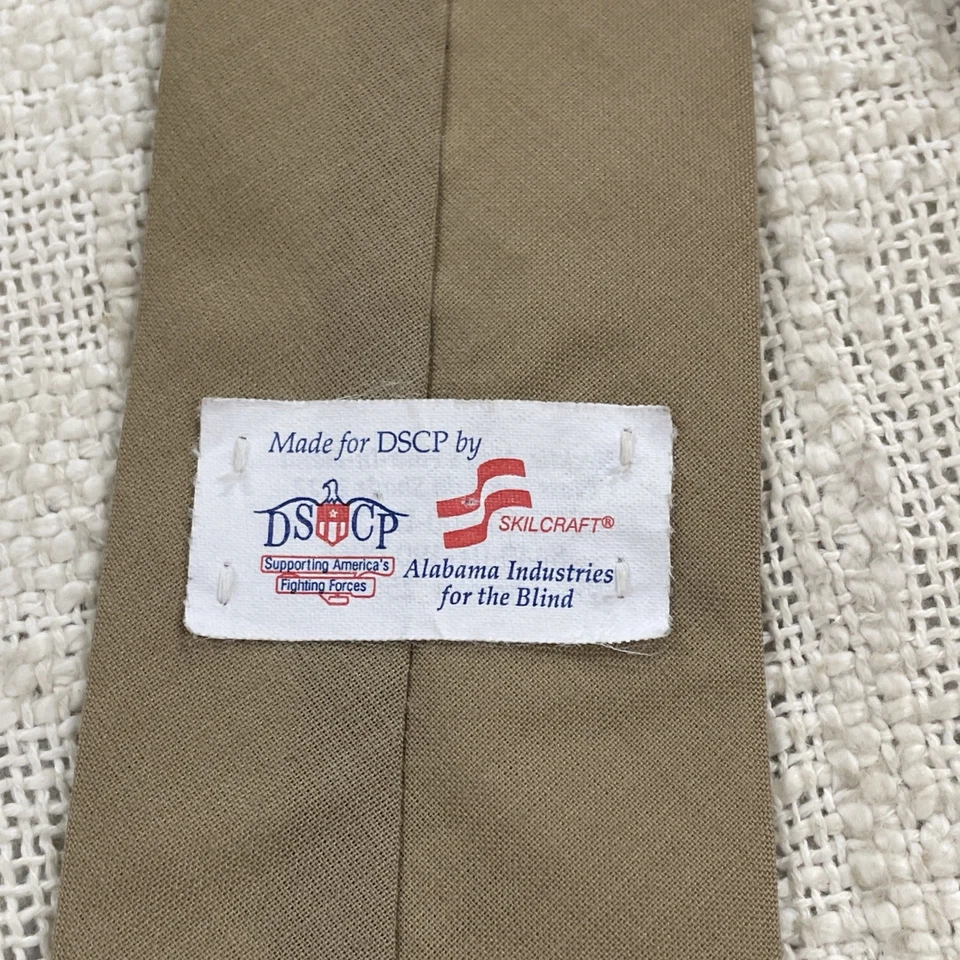 Made for DSCP by
DSCP
Supporting America's
Fighting Forces
SKILCRAFT®
Alabama Industries
for the Blind